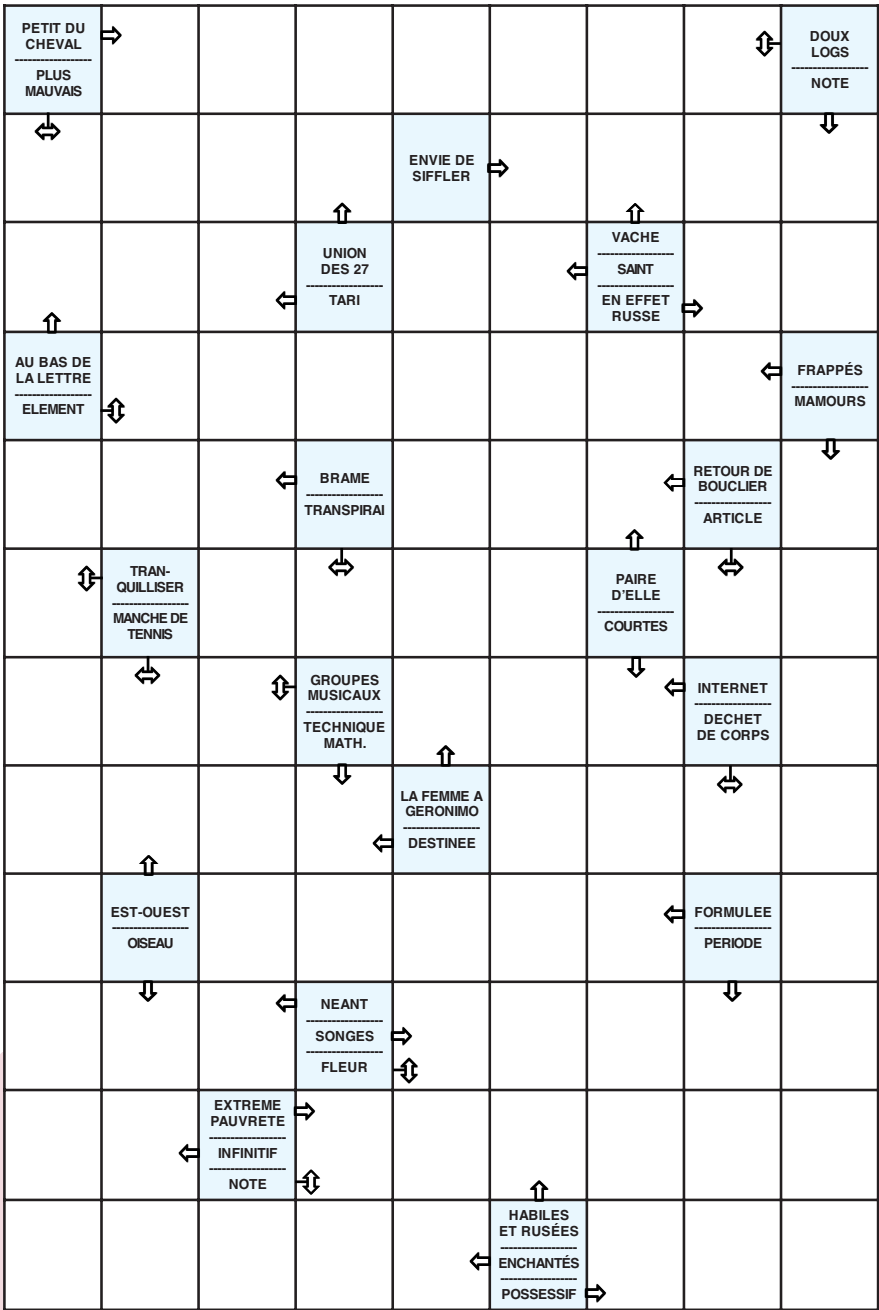 PETIT DU
CHEVAL
PLUS
MAUVAIS
DOUX
LOGS
NOTE
ENVIE DE
SIFFLER
UNION
DES 27
TARI
VACHE
SAINT
EN EFFET
RUSSE
AU BAS DE
LA LETTRE
ELEMENT
FRAPPÉS
MAMOURS
BRAME
TRANSPIRAI
RETOUR DE
BOUCLIER
ARTICLE
TRAN-
QUILLISER
MANCHE DE
TENNIS
PAIRE
D'ELLE
COURTES
GROUPES
MUSICAUX
TECHNIQUE
MATH.
INTERNET
DECHET
DE CORPS
LA FEMME A
GERONIMO
DESTINEE
EST-OUEST
OISEAU
FORMULEE
PERIODE
NEANT
SONGES
FLEUR
EXTREME
PAUVRETE
INFINITIF
NOTE
HABILES
ET RUSÉES
ENCHANTÉS
POSSESSIF